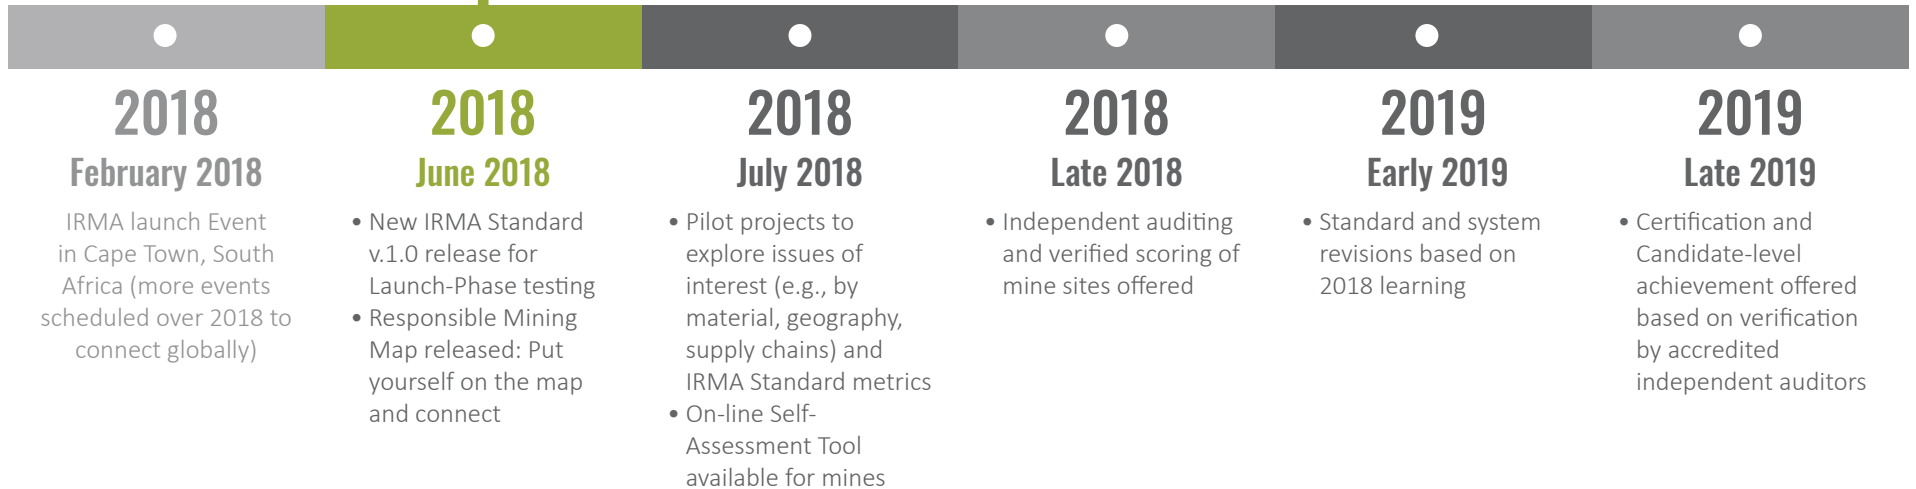 2018
February 2018
IRMA launch Event
in Cape Town, South
Africa (more events
scheduled over 2018 to
connect globally)
2018
June 2018
• New IRMA Standard
v.1.0 release for
Launch-Phase testing
• Responsible Mining
Map released: Put
yourself on the map
and connect
2018
July 2018
• Pilot projects to
explore issues of
interest (e.g., by
material, geography,
supply chains) and
IRMA Standard metrics
• On-line Self-
Assessment Tool
available for mines
2018
Late 2018
• Independent auditing
and verified scoring of
mine sites offered
2019
Early 2019
• Standard and system
revisions based on
2018 learning
2019
Late 2019
• Certification and
Candidate-level
achievement offered
based on verification
by accredited
independent auditors